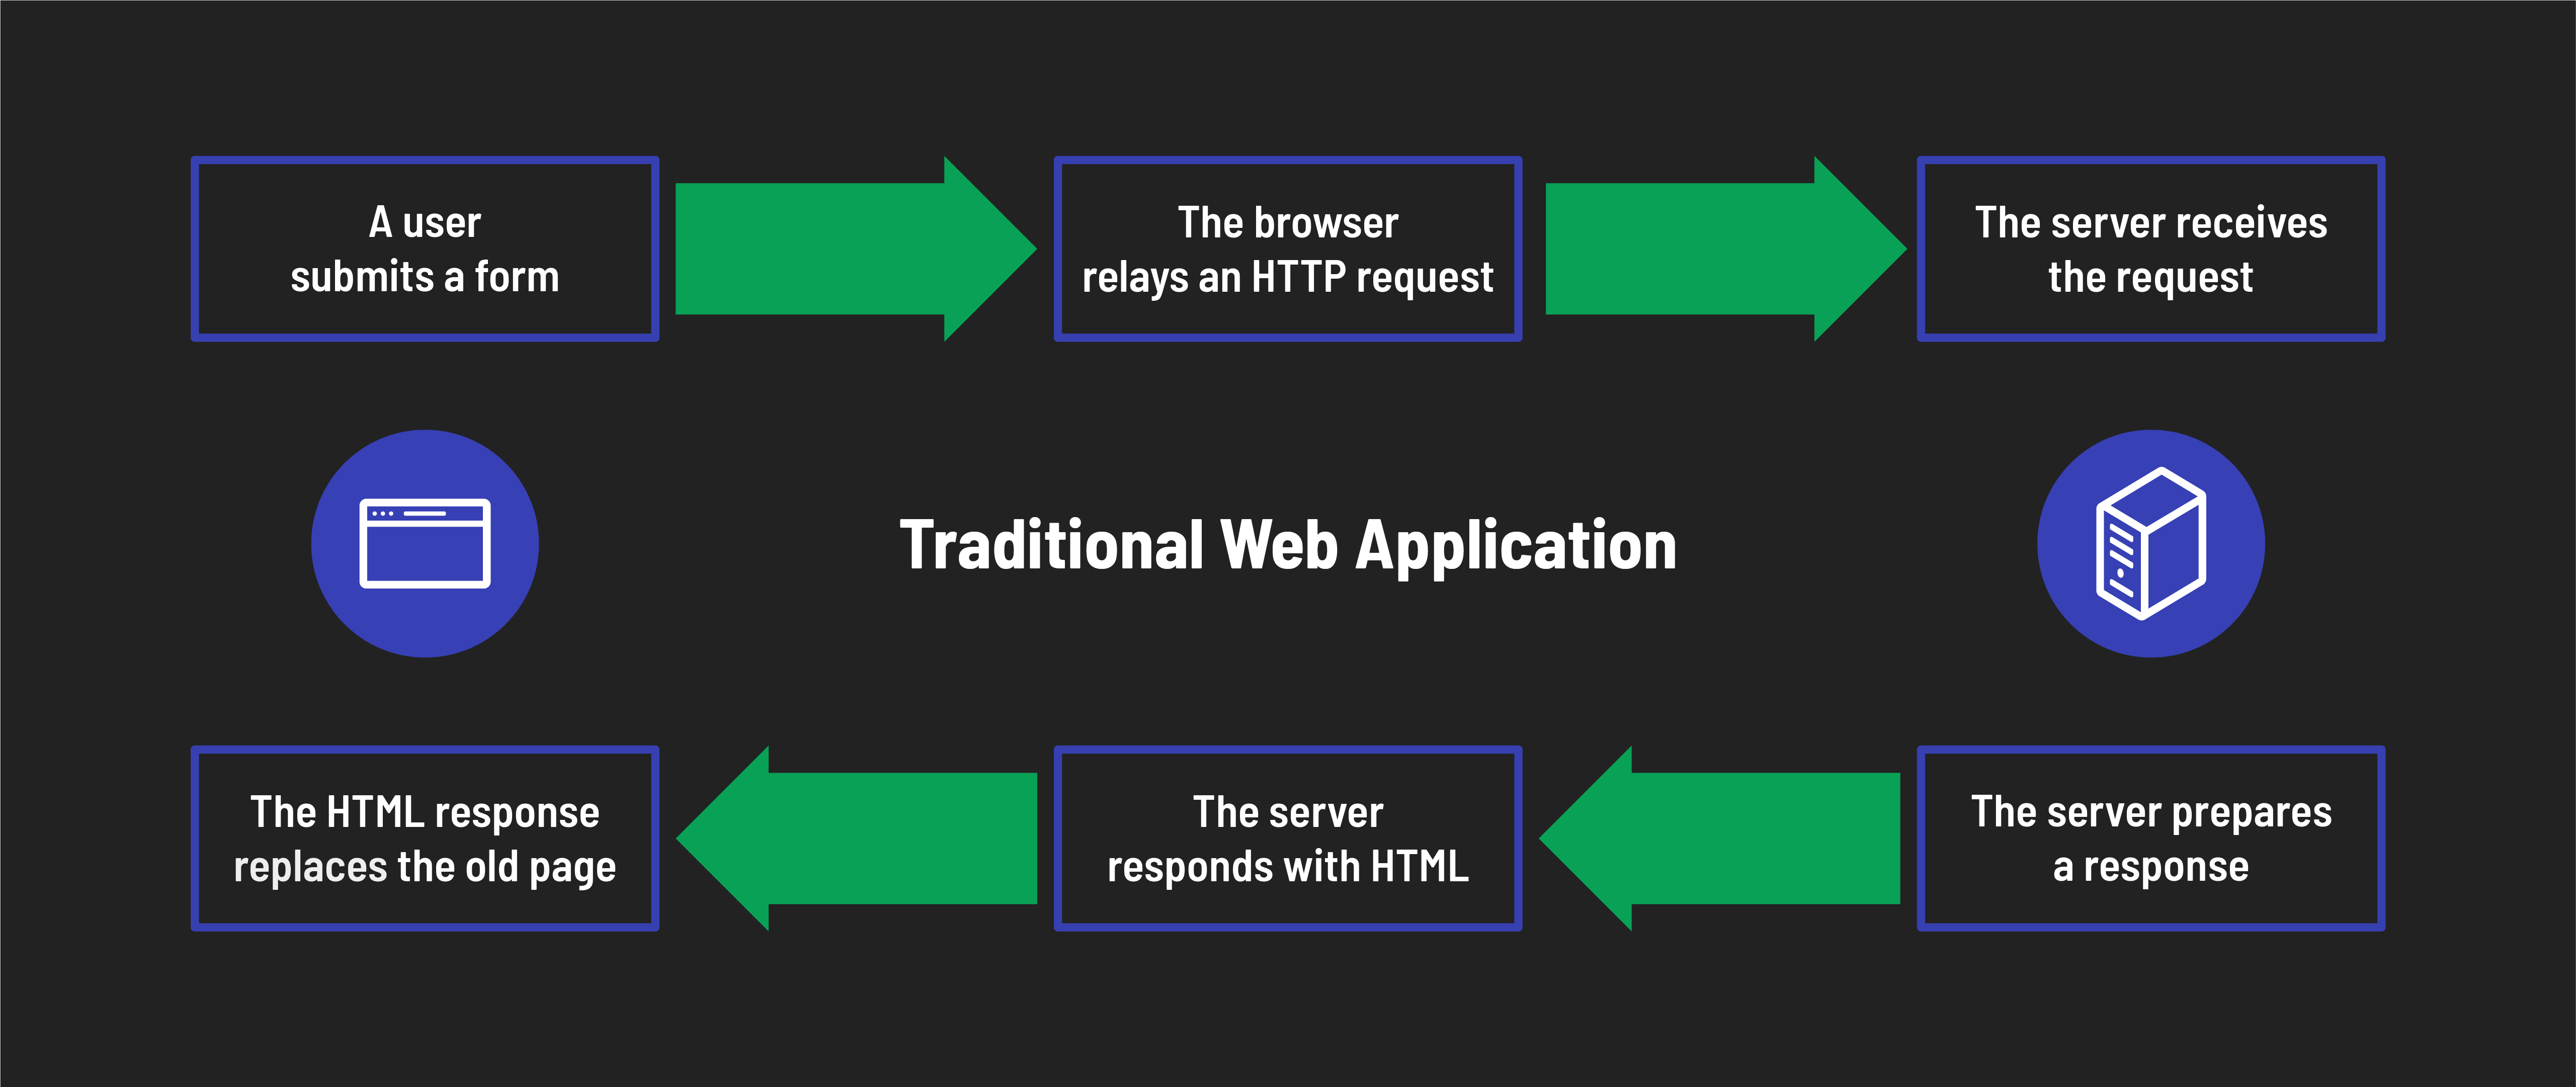 A user
submits a form
The browser
relays an HTTP request
The server receives
the request
Traditional Web Application
The HTML response
replaces the old page
The server
responds with HTML
The server prepares
a response